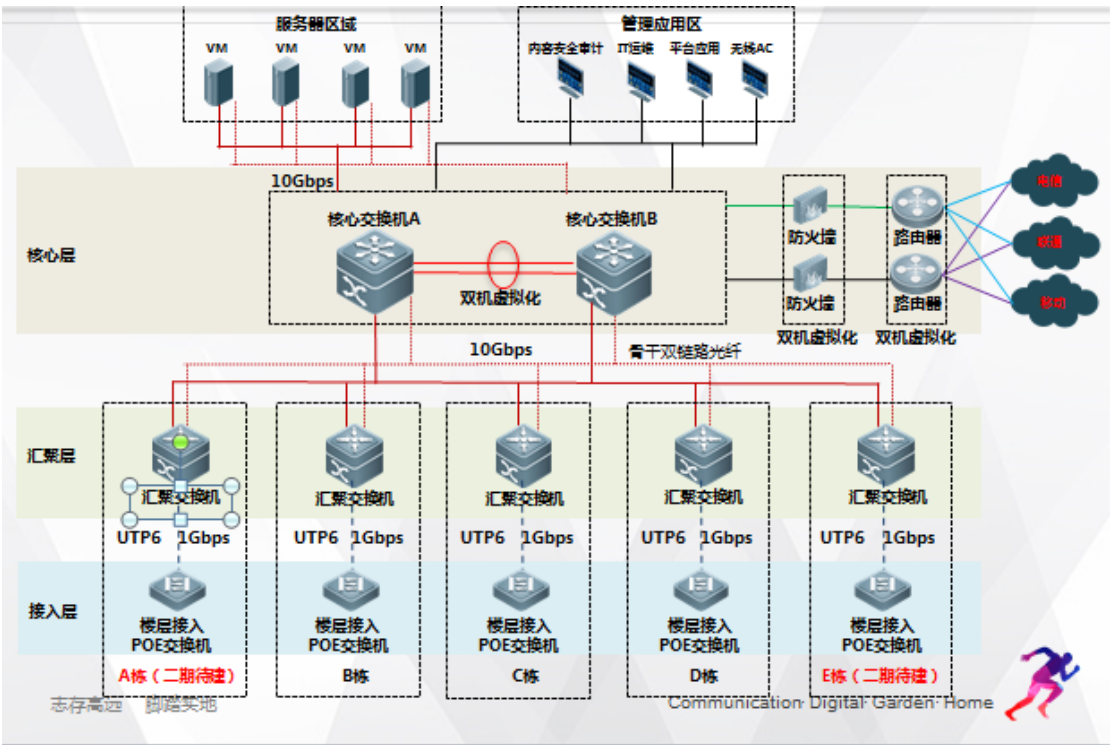 服务器区域
管理应用区
VM VM VM VM
内容安全审计 IT运维 平台应用 无线AC
10Gbps
电信
核心交换机A 核心交换机B
防火墙 路由器
联通
核心层
双机虚拟化
防火墙 路由器
移动
双机虚拟化 双机虚拟化
10Gbps 骨干双链路光纤
汇聚层
汇聚交换机 汇聚交换机 汇聚交换机 汇聚交换机 汇聚交换机
UTP6 1Gbps UTP6 1Gbps UTP6 1Gbps UTP6 1Gbps UTP6 1Gbps
接入层
楼层接入 楼层接入 楼层接入 楼层接入 楼层接入
POE交换机 POE交换机 POE交换机 POE交换机 POE交换机
A栋（二期待建） B栋 C栋 D栋 E栋（二期待建）
志存高远 脚踏实地
Communication· Digital· Garden· Home